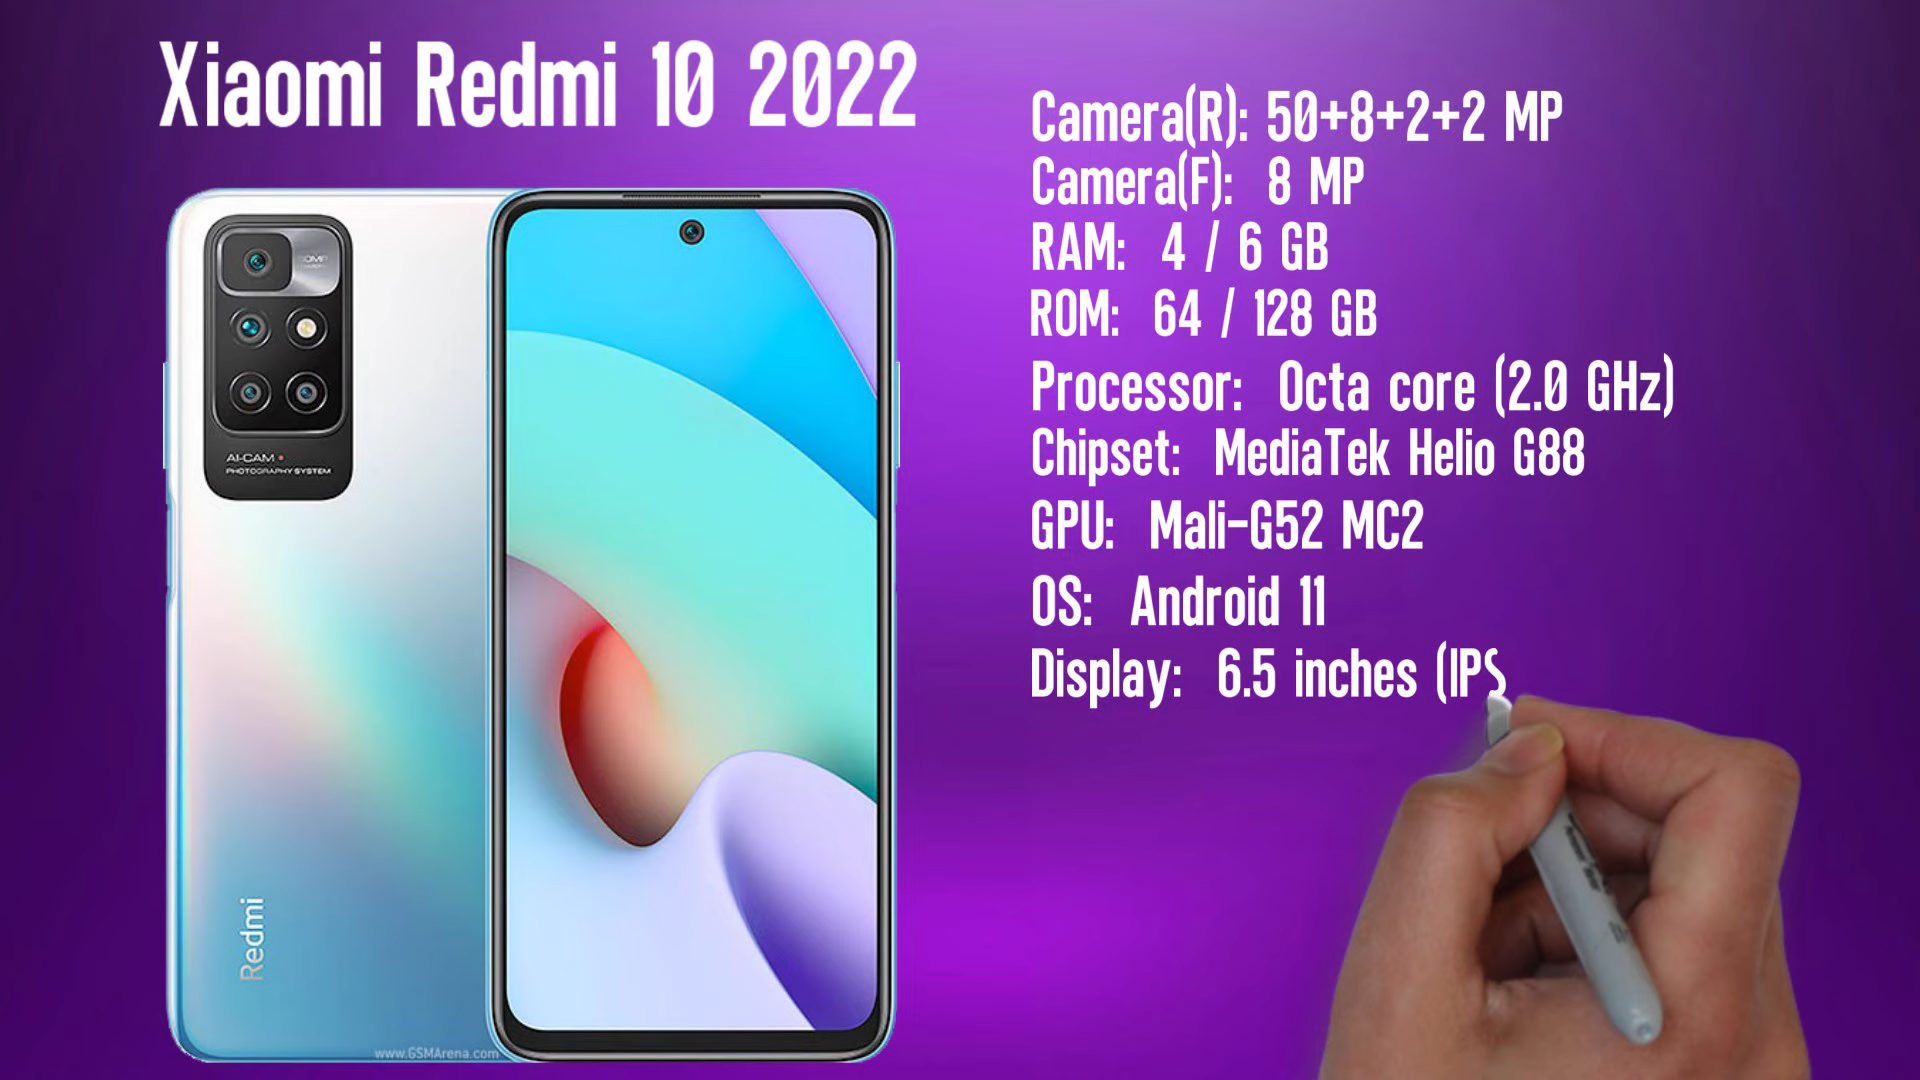 Xiaomi Redmi 10 2022
Camera(R): 50+8+2+2 MP
Camera(F): 8 MP
RAM: 4 / 6 GB
ROM: 64 / 128 GB
Processor: Octa core (2.0 GHz)
Chipset: MediaTek Helio G88
GPU: Mali-G52 MC2
OS: Android 11
Display: 6.5 inches (IPS
AI-CAM
PHOTOGRAPHY SYSTEM
Redmi
www.GSMArena.com